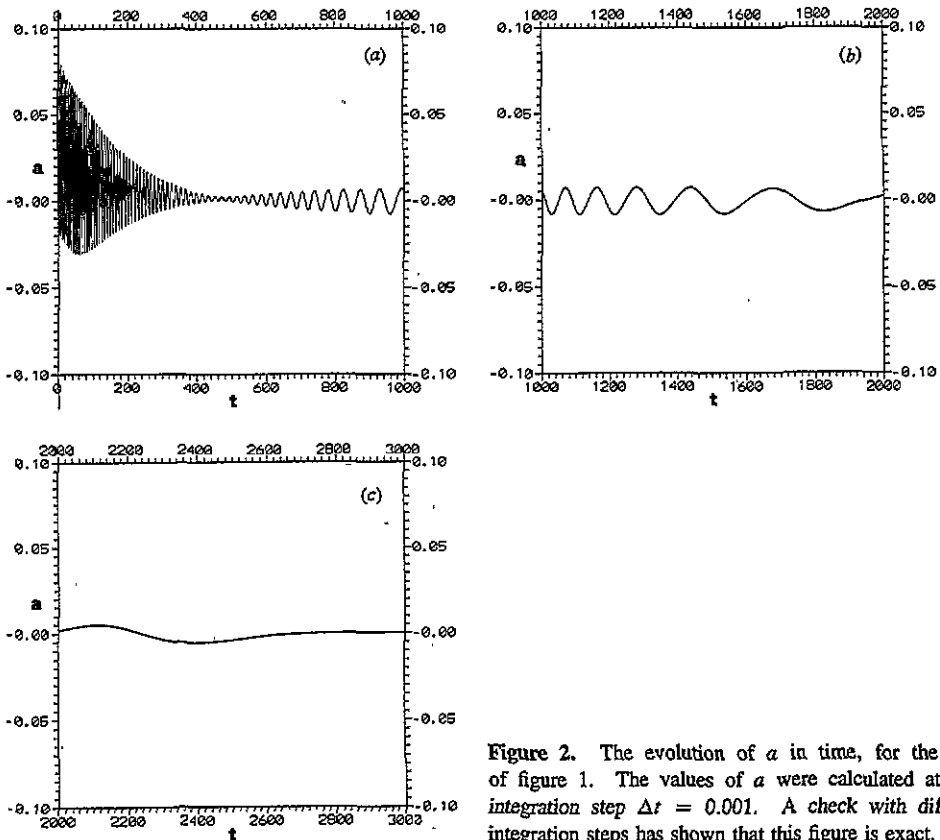 0 200 400 600 800 1000
0.10 0.10
(a)
0.05 0.05
a
-0.00 -0.00
-0.05 -0.05
-0.10 -0.10
0 200 400 600 800 1000
t
1000 1200 1400 1600 1800 2000
0.10 0.10
(b)
0.05 0.05
a
-0.00 -0.00
-0.05 -0.05
-0.10 -0.10
1000 1200 1400 1600 1800 2000
t
2000 2200 2400 2600 2800 3000
0.10 0.10
(c)
0.05 0.05
a
-0.00 -0.00
-0.05 -0.05
-0.10 -0.10
2000 2200 2400 2600 2800 3000
t
Figure 2. The evolution of a in time, for the
of figure 1. The values of a were calculated at
integration step Δt = 0.001. A check with dif
integration steps has shown that this figure is exact.